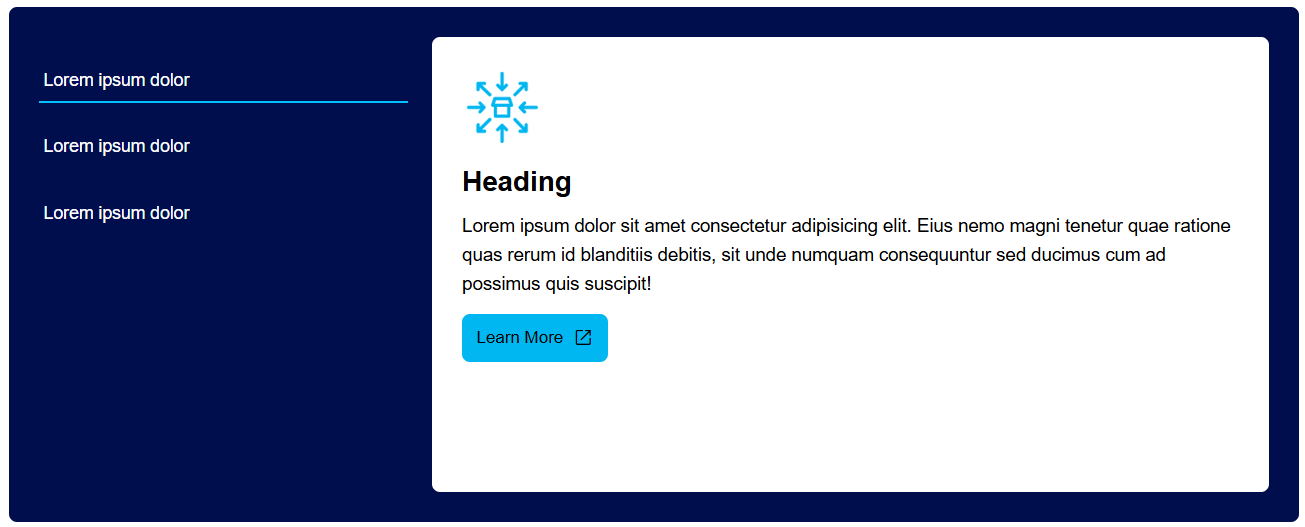 Lorem ipsum dolor
Lorem ipsum dolor
Lorem ipsum dolor
Heading
Lorem ipsum dolor sit amet consectetur adipisicing elit. Eius nemo magni tenetur quae ratione
quas rerum id blanditiis debitis, sit unde numquam consequuntur sed ducimus cum ad
possimus quis suscipit!
Learn More